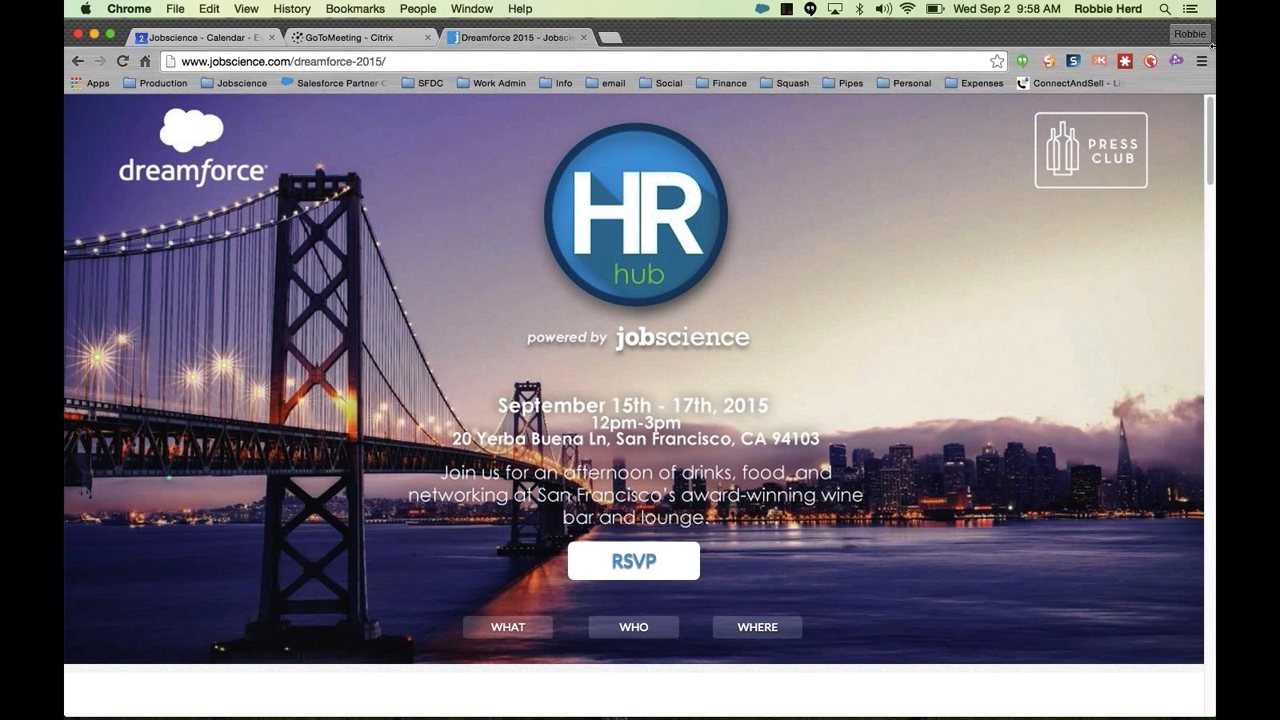 Chrome File Edit View History Bookmarks People Window Help Wed Sep 2 9:58 AM Robbie Herd
2 Jobscience - Calendar - E GoToMeeting - Citrix Dreamforce 2015 - Jobsci Robbie
www.jobscience.com/dreamforce-2015/
Apps Production Jobscience Salesforce Partner SFDC Work Admin Info email Social Finance Squash Pipes Personal Expenses ConnectAndSell - Li
dreamforce
HR
hub
PRESS
CLUB
powered by jobscience
September 15th - 17th, 2015
12pm-3pm
20 Yerba Buena Ln, San Francisco, CA 94103
Join us for an afternoon of drinks, food, and
networking at San Francisco's award-winning wine
bar and lounge.
RSVP
WHAT WHO WHERE